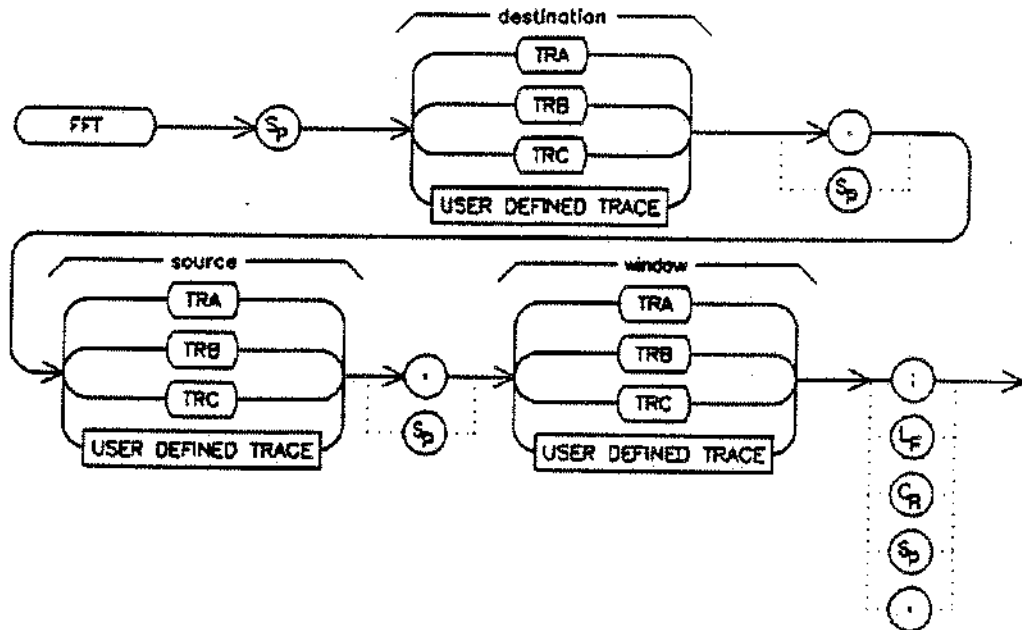 destination
TRA
FFT SP TRB ,
TRC SP
USER DEFINED TRACE
source window
TRA TRA
TRB , TRB ;
TRC SP TRC LF
USER DEFINED TRACE USER DEFINED TRACE
CR
SP
,